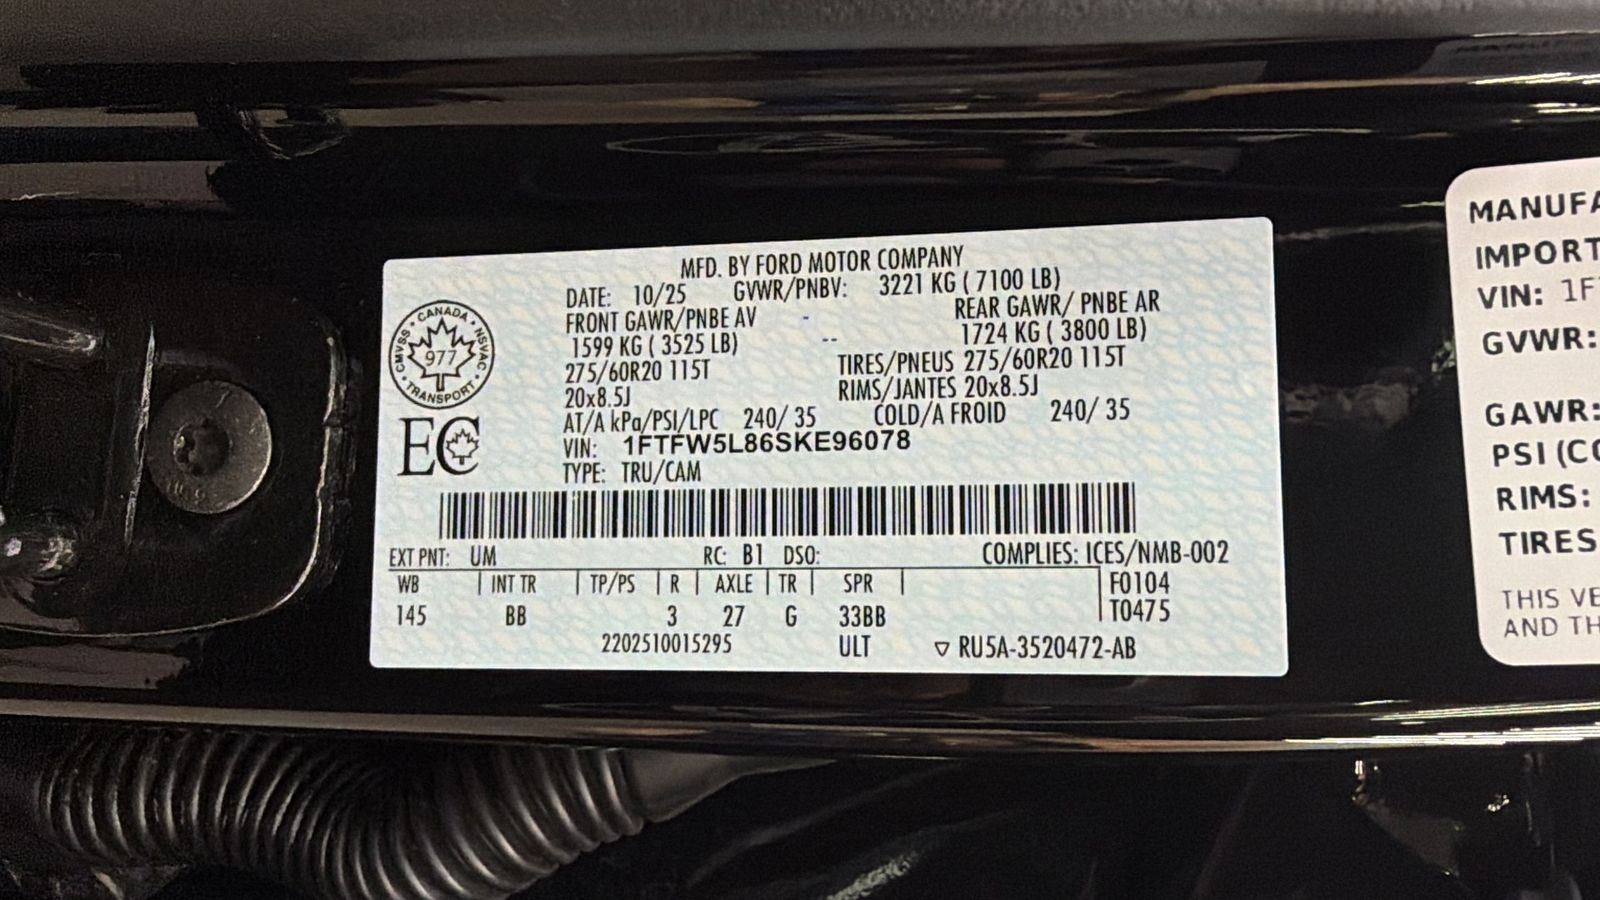 MFD. BY FORD MOTOR COMPANY
DATE: 10/25 GVWR/PNBV: 3221 KG ( 7100 LB)
FRONT GAWR/PNBE AV - REAR GAWR/ PNBE AR
1599 KG ( 3525 LB) -- 1724 KG ( 3800 LB)
275/60R20 115T TIRES/PNEUS 275/60R20 115T
20x8.5J RIMS/JANTES 20x8.5J
AT/A kPa/PSI/LPC 240/ 35 COLD/A FROID 240/ 35
VIN: 1FTFW5L86SKE96078
TYPE: TRU/CAM
CANADA
CMVSS NSVAC
977
TRANSPORT
EC
EXT PNT: UM RC: B1 DSO: COMPLIES: ICES/NMB-002
WB | INT TR | TP/PS | R | AXLE | TR | SPR | F0104
145 BB 3 27 G 33BB T0475
2202510015295 ULT ▽ RU5A-3520472-AB
MANUFA
IMPORT
VIN: 1F
GVWR:
GAWR:
PSI (CO
RIMS:
TIRES
THIS VE
AND TH